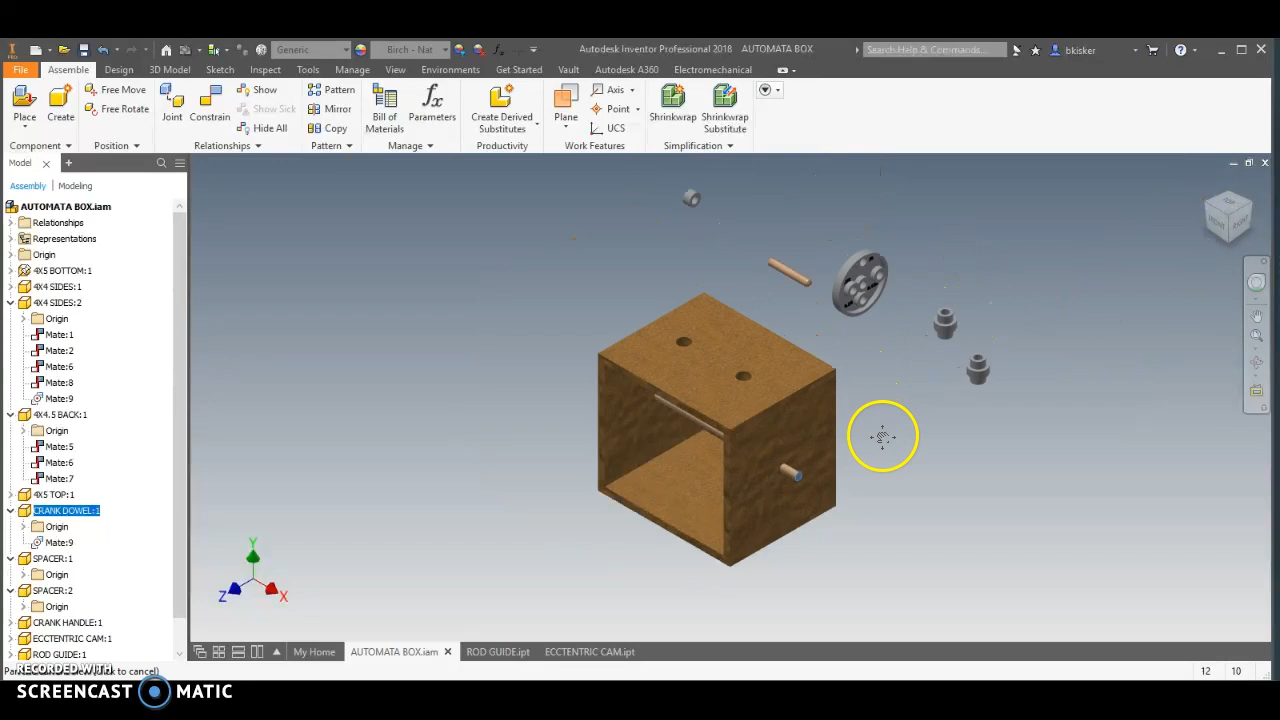 Generic
Birch - Nat
Autodesk Inventor Professional 2018 AUTOMATA BOX
Search Help & Commands...
bkisker
File Assemble Design 3D Model Sketch Inspect Tools Manage View Environments Get Started Vault Autodesk A360 Electromechanical
Place Create Free Move Free Rotate Joint Constrain Show Show Sick Hide All Pattern Mirror Copy Bill of Materials Parameters Create Derived Substitutes Plane Axis Point UCS Shrinkwrap Shrinkwrap Substitute
Component Position Relationships Pattern Manage Productivity Work Features Simplification
Model
Assembly Modeling
AUTOMATA BOX.iam
Relationships
Representations
Origin
4X5 BOTTOM:1
4X4 SIDES:1
4X4 SIDES:2
Origin
Mate:1
Mate:2
Mate:6
Mate:8
Mate:9
4X4.5 BACK:1
Origin
Mate:5
Mate:6
Mate:7
4X5 TOP:1
CRANK DOWEL:1
Origin
Mate:9
SPACER:1
Origin
SPACER:2
Origin
CRANK HANDLE:1
ECCTENTRIC CAM:1
ROD GUIDE:1
FRONT
Y
Z
X
My Home AUTOMATA BOX.iam ROD GUIDE.ipt ECCTENTRIC CAM.ipt
RECORDED WITH
(click to cancel)
12 10
SCREENCAST MATIC